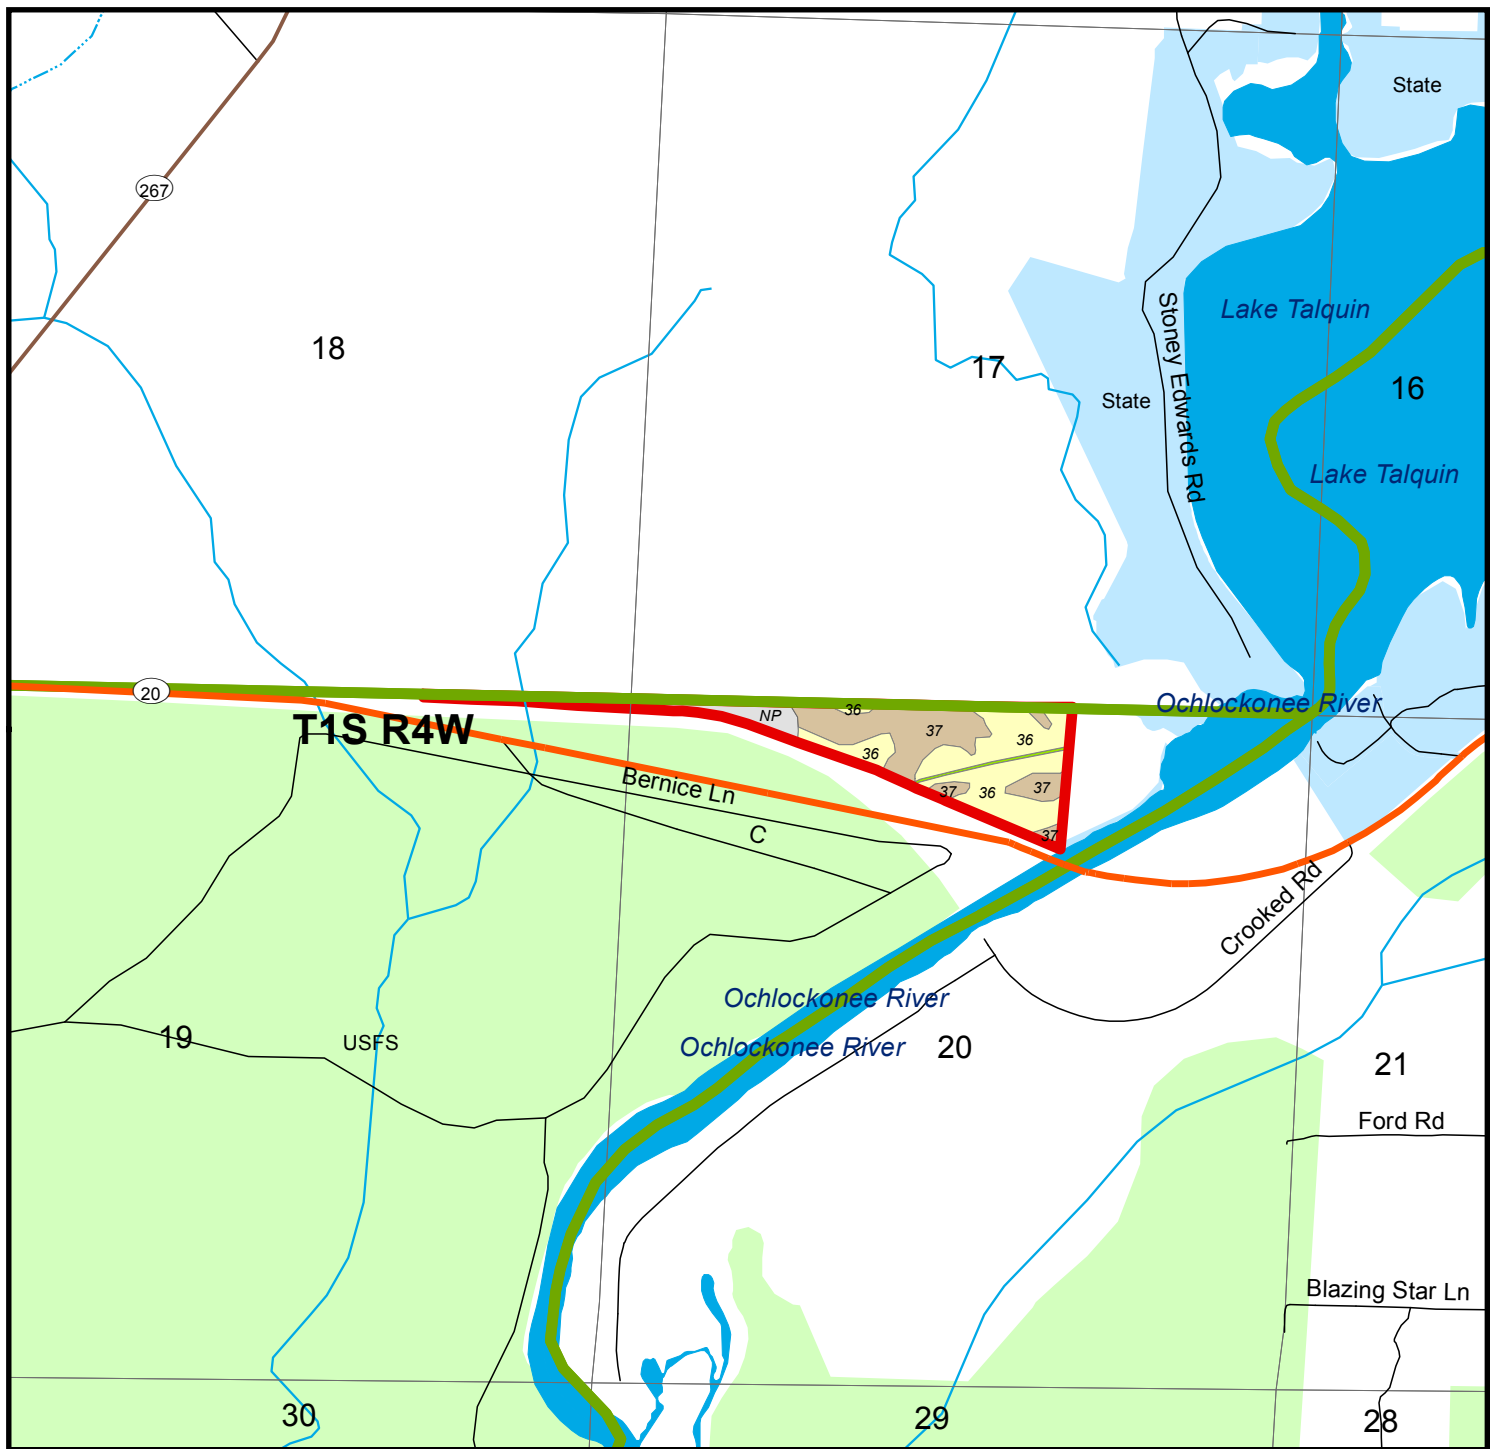 State
267
Lake Talquin
18
17
16
State
Stoney Edwards Rd
Lake Talquin
20
Ochlockonee River
T1S R4W
NP
36
37
36
36
Bernice Ln
37
36
37
C
37
Crooked Rd
Ochlockonee River
19
USFS
Ochlockonee River
20
21
Ford Rd
Blazing Star Ln
30
29
28